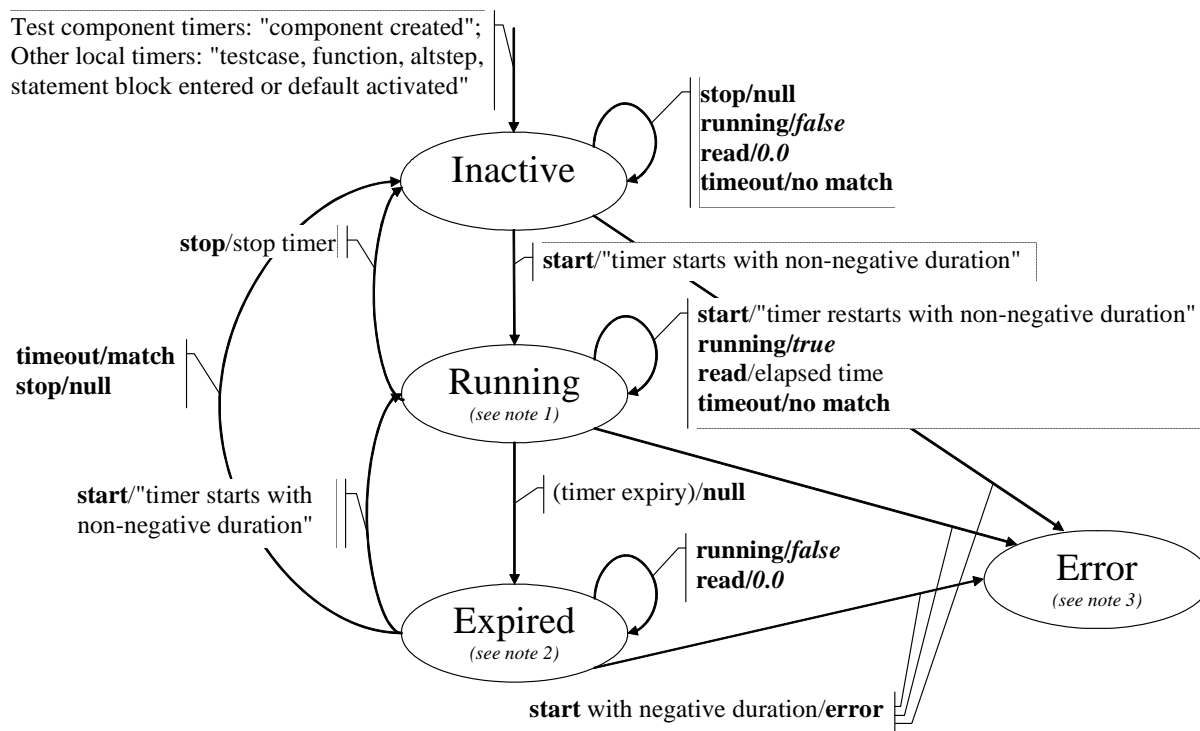 Test component timers: "component created";
Other local timers: "testcase, function, altstep,
statement block entered or default activated"
stop/null
running/false
read/0.0
timeout/no match
Inactive
stop/stop timer
start/"timer starts with non-negative duration"
start/"timer restarts with non-negative duration"
running/true
read/elapsed time
timeout/no match
timeout/match
stop/null
Running
(see note 1)
start/"timer starts with
non-negative duration"
(timer expiry)/null
running/false
read/0.0
Error
(see note 3)
Expired
(see note 2)
start with negative duration/error